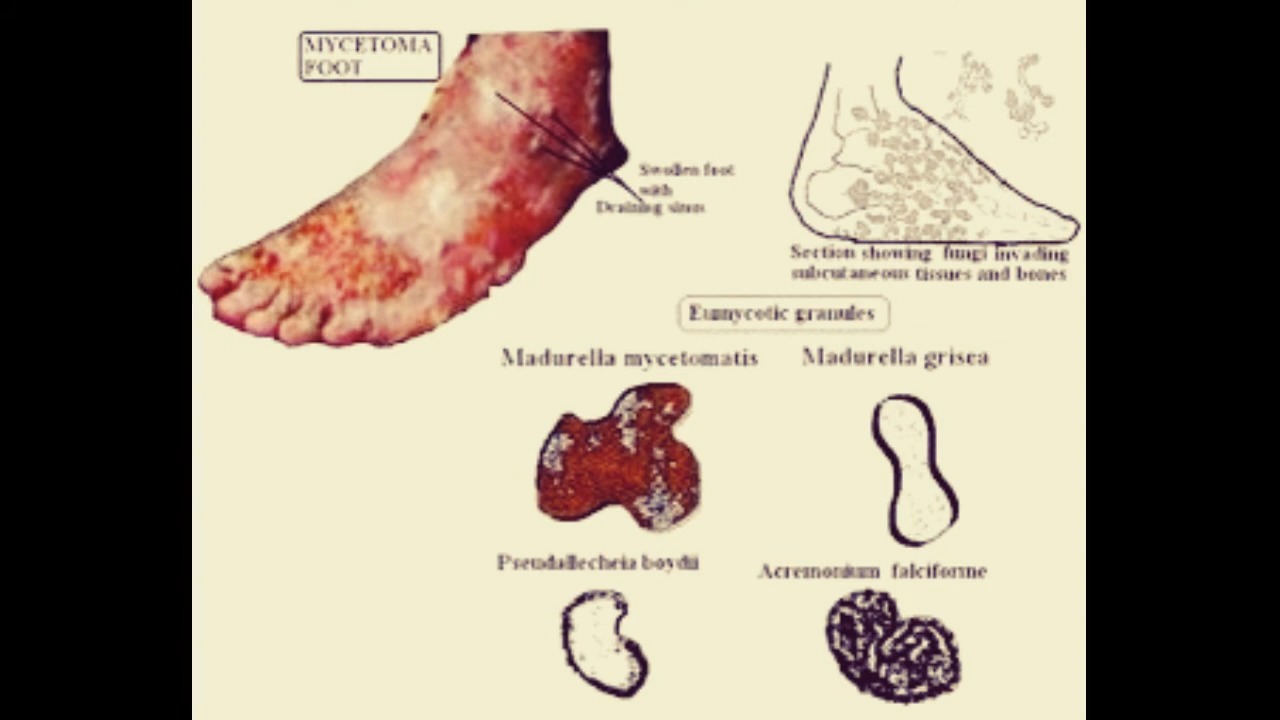 MYCETOMA
FOOT
Swollen foot
with
Draining sinus
Section showing fungi invading
subcutaneous tissues and bones
Eumycotic granules
Madurella mycetomatis
Madurella grisea
Pseudallecheia boydii
Acremonium falciforme